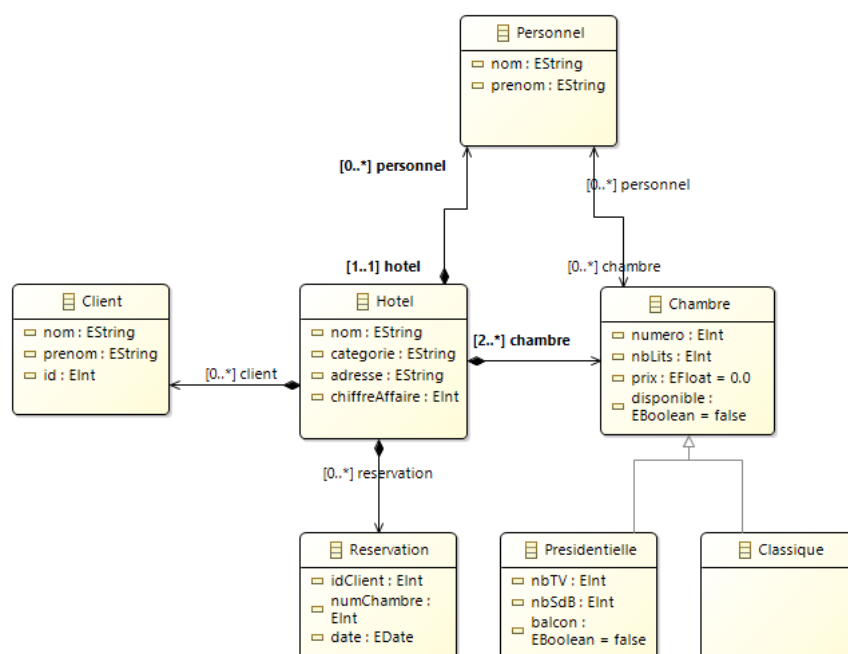 Personnel
nom : EString
prenom : EString
[0..*] personnel
[0..*] personnel
[1..1] hotel
[0..*] chambre
Client
nom : EString
prenom : EString
id : EInt
Hotel
nom : EString
categorie : EString
adresse : EString
chiffreAffaire : EInt
Chambre
numero : EInt
nbLits : EInt
prix : EFloat = 0.0
disponible :
EBoolean = false
[2..*] chambre
[0..*] client
[0..*] reservation
Reservation
idClient : EInt
numChambre :
EInt
date : EDate
Presidentielle
nbTV : EInt
nbSdB : EInt
balcon :
EBoolean = false
Classique